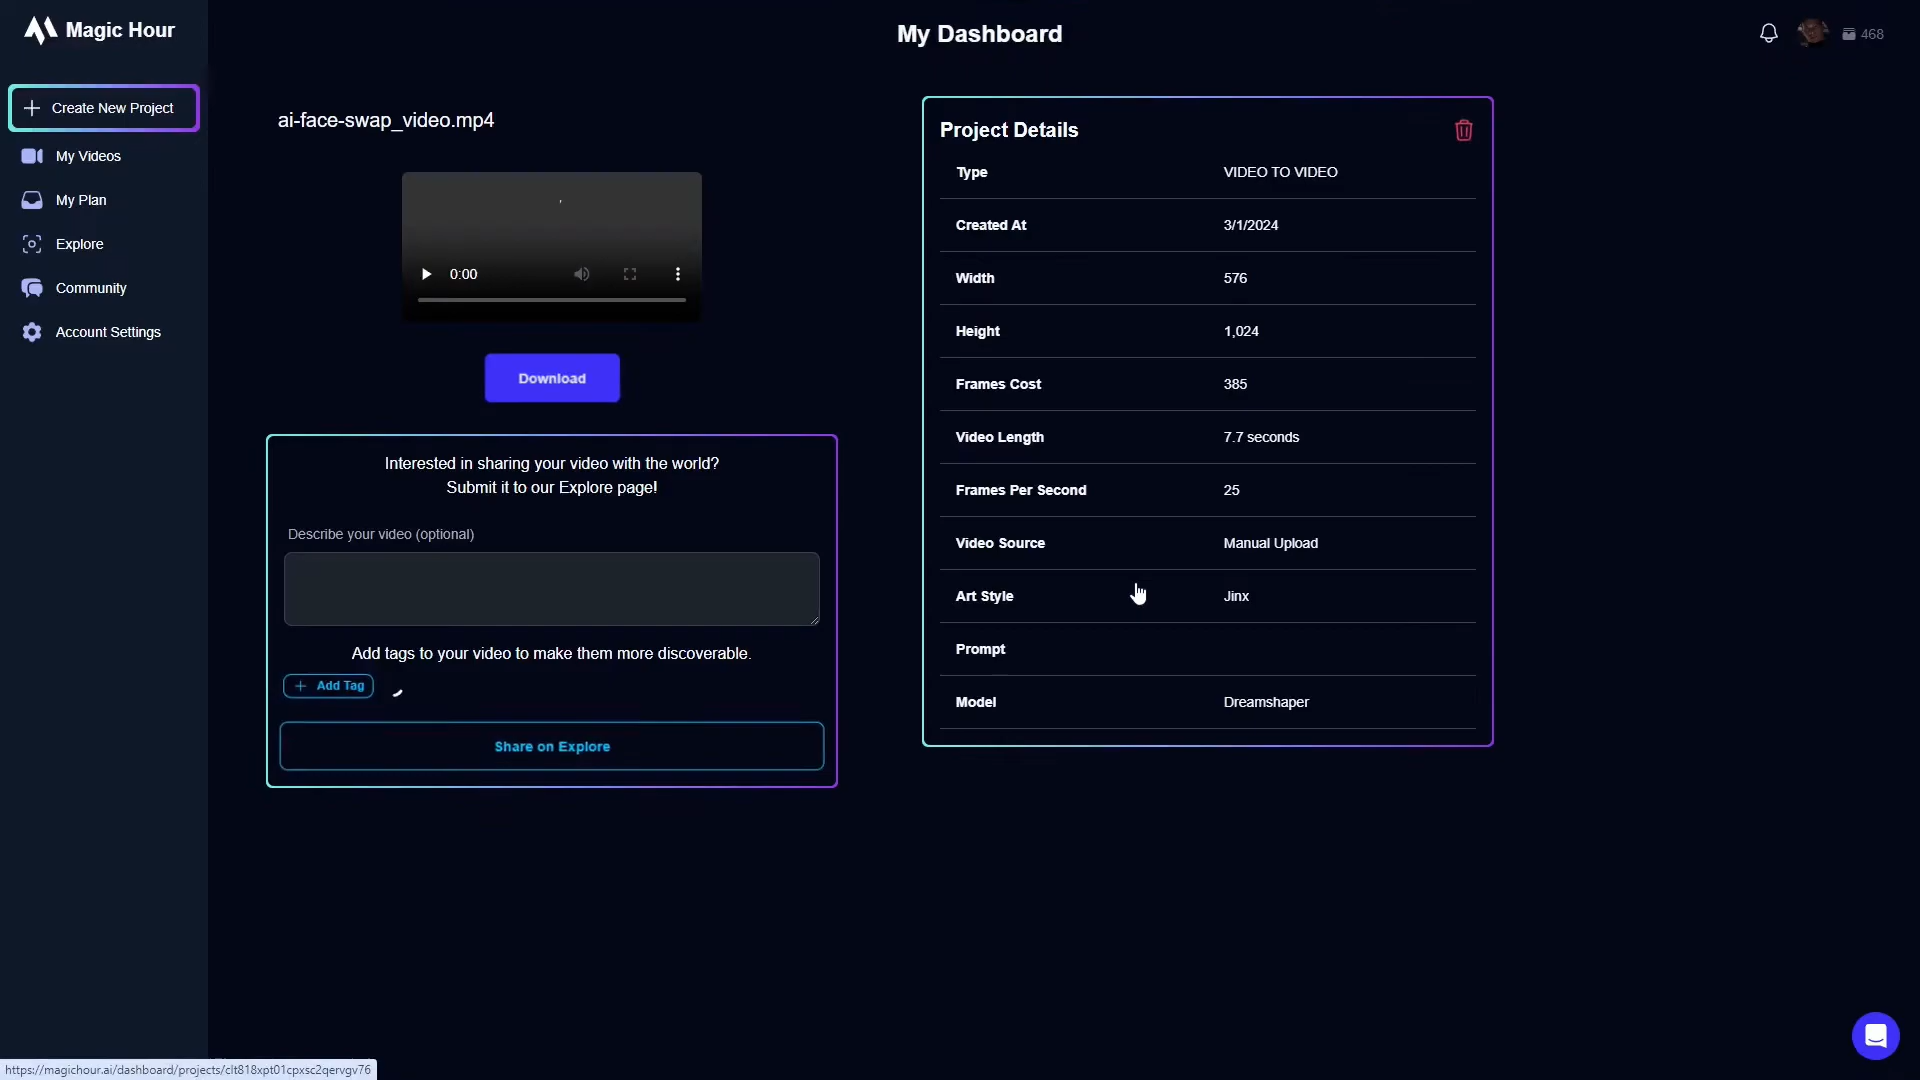 Magic Hour
My Dashboard
468
Create New Project
My Videos
My Plan
Explore
Community
Account Settings
ai-face-swap_video.mp4
0:00
Download
Interested in sharing your video with the world?
Submit it to our Explore page!
Describe your video (optional)
Add tags to your video to make them more discoverable.
Add Tag
Share on Explore
Project Details
Type VIDEO TO VIDEO
Created At 3/1/2024
Width 576
Height 1,024
Frames Cost 385
Video Length 7.7 seconds
Frames Per Second 25
Video Source Manual Upload
Art Style Jinx
Prompt
Model Dreamshaper
https://magichour.ai/dashboard/projects/clt818xpt01cpxsc2qervgv76